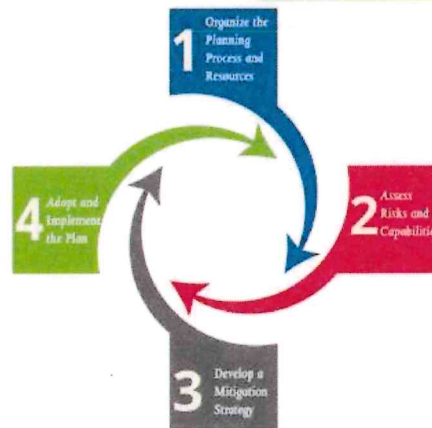 1
Organize the
Planning
Process and
Resources
2
Assess
Risks and
Capabilitie
3
Develop a
Mitigation
Strategy
4
Adopt and
Implement
the Plan